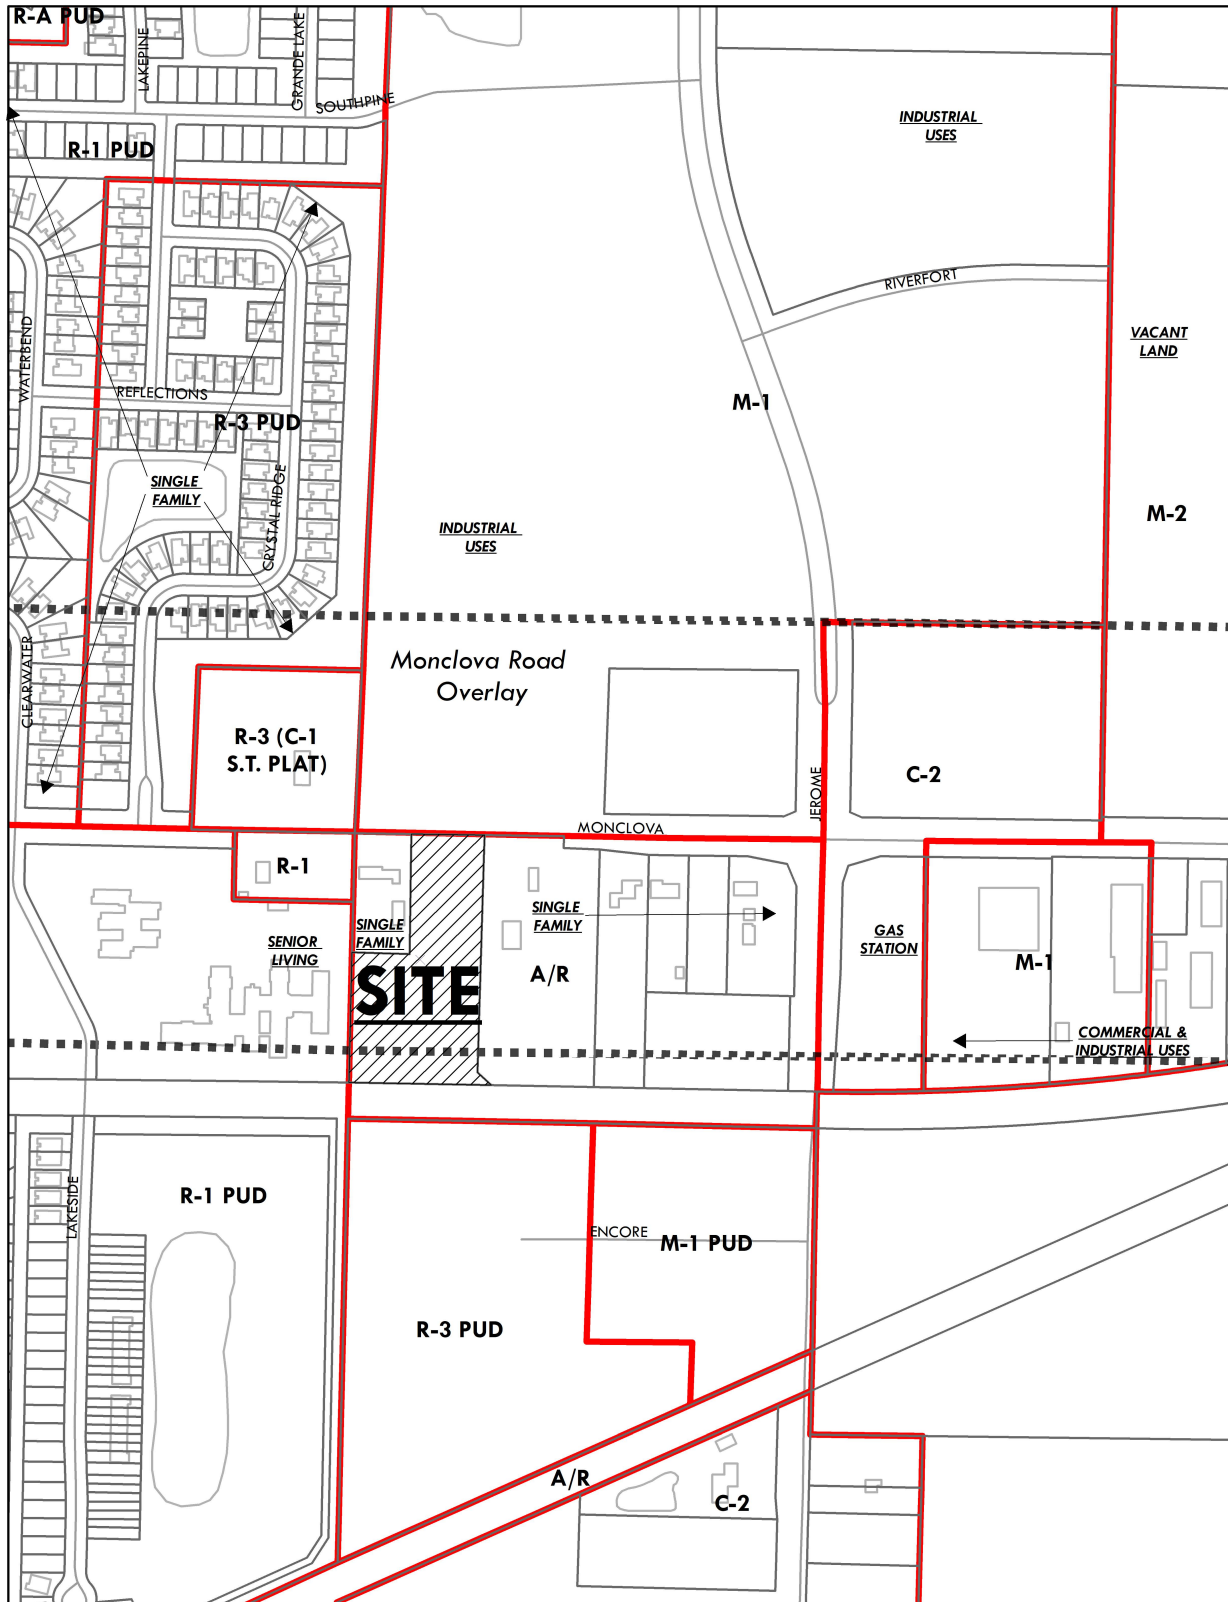 R-A PUD
LAKEPINE
GRANDE LAKE
SOUTHPINE
INDUSTRIAL
USES
R-1 PUD
RIVERFORT
WATERBEND
VACANT
LAND
REFLECTIONS
R-3 PUD
M-1
SINGLE
FAMILY
CRYSTAL RIDGE
M-2
INDUSTRIAL
USES
CLEARWATER
Monclova Road
Overlay
R-3 (C-1
S.T. PLAT)
JEROME
C-2
MONCLOVA
R-1
SINGLE
FAMILY
SINGLE
FAMILY
GAS
STATION
SENIOR
LIVING
SITE
A/R
M-1
COMMERCIAL &
INDUSTRIAL USES
LAKESIDE
R-1 PUD
ENCORE
M-1 PUD
R-3 PUD
A/R
C-2